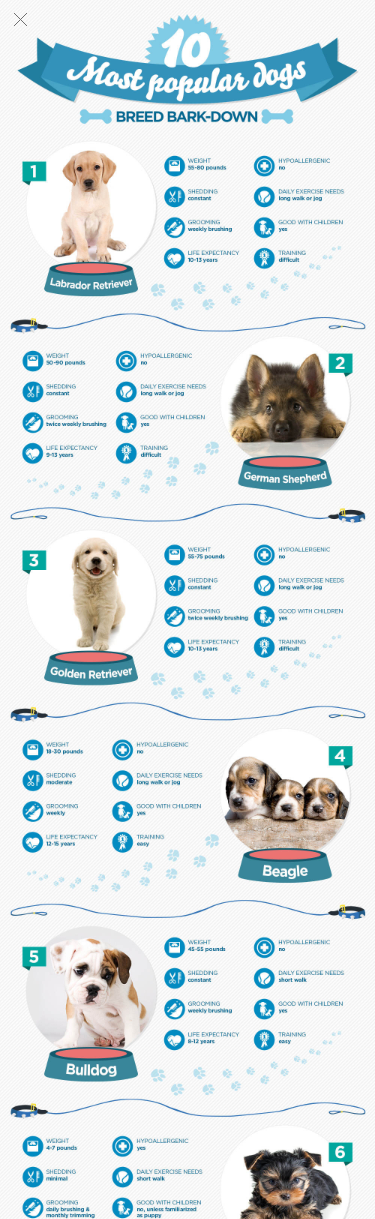 10
Most popular dogs
BREED BARK-DOWN
1
WEIGHT
55-80 pounds
HYPOALLERGENIC
no
SHEDDING
constant
DAILY EXERCISE NEEDS
long walk or jog
GROOMING
weekly brushing
GOOD WITH CHILDREN
yes
LIFE EXPECTANCY
10-13 years
TRAINING
difficult
Labrador Retriever
2
WEIGHT
50-90 pounds
HYPOALLERGENIC
no
SHEDDING
constant
DAILY EXERCISE NEEDS
long walk or jog
GROOMING
twice weekly brushing
GOOD WITH CHILDREN
yes
LIFE EXPECTANCY
9-13 years
TRAINING
difficult
German Shepherd
3
WEIGHT
55-75 pounds
HYPOALLERGENIC
no
SHEDDING
constant
DAILY EXERCISE NEEDS
long walk or jog
GROOMING
twice weekly brushing
GOOD WITH CHILDREN
yes
LIFE EXPECTANCY
10-13 years
TRAINING
difficult
Golden Retriever
4
WEIGHT
18-30 pounds
HYPOALLERGENIC
no
SHEDDING
moderate
DAILY EXERCISE NEEDS
long walk or jog
GROOMING
weekly
GOOD WITH CHILDREN
yes
LIFE EXPECTANCY
12-15 years
TRAINING
easy
Beagle
5
WEIGHT
45-55 pounds
HYPOALLERGENIC
no
SHEDDING
constant
DAILY EXERCISE NEEDS
short walk
GROOMING
weekly brushing
GOOD WITH CHILDREN
yes
LIFE EXPECTANCY
8-12 years
TRAINING
easy
Bulldog
6
WEIGHT
4-7 pounds
HYPOALLERGENIC
yes
SHEDDING
minimal
DAILY EXERCISE NEEDS
short walk
GROOMING
daily brushing &
monthly trimming
GOOD WITH CHILDREN
no, unless familiarized
as puppy